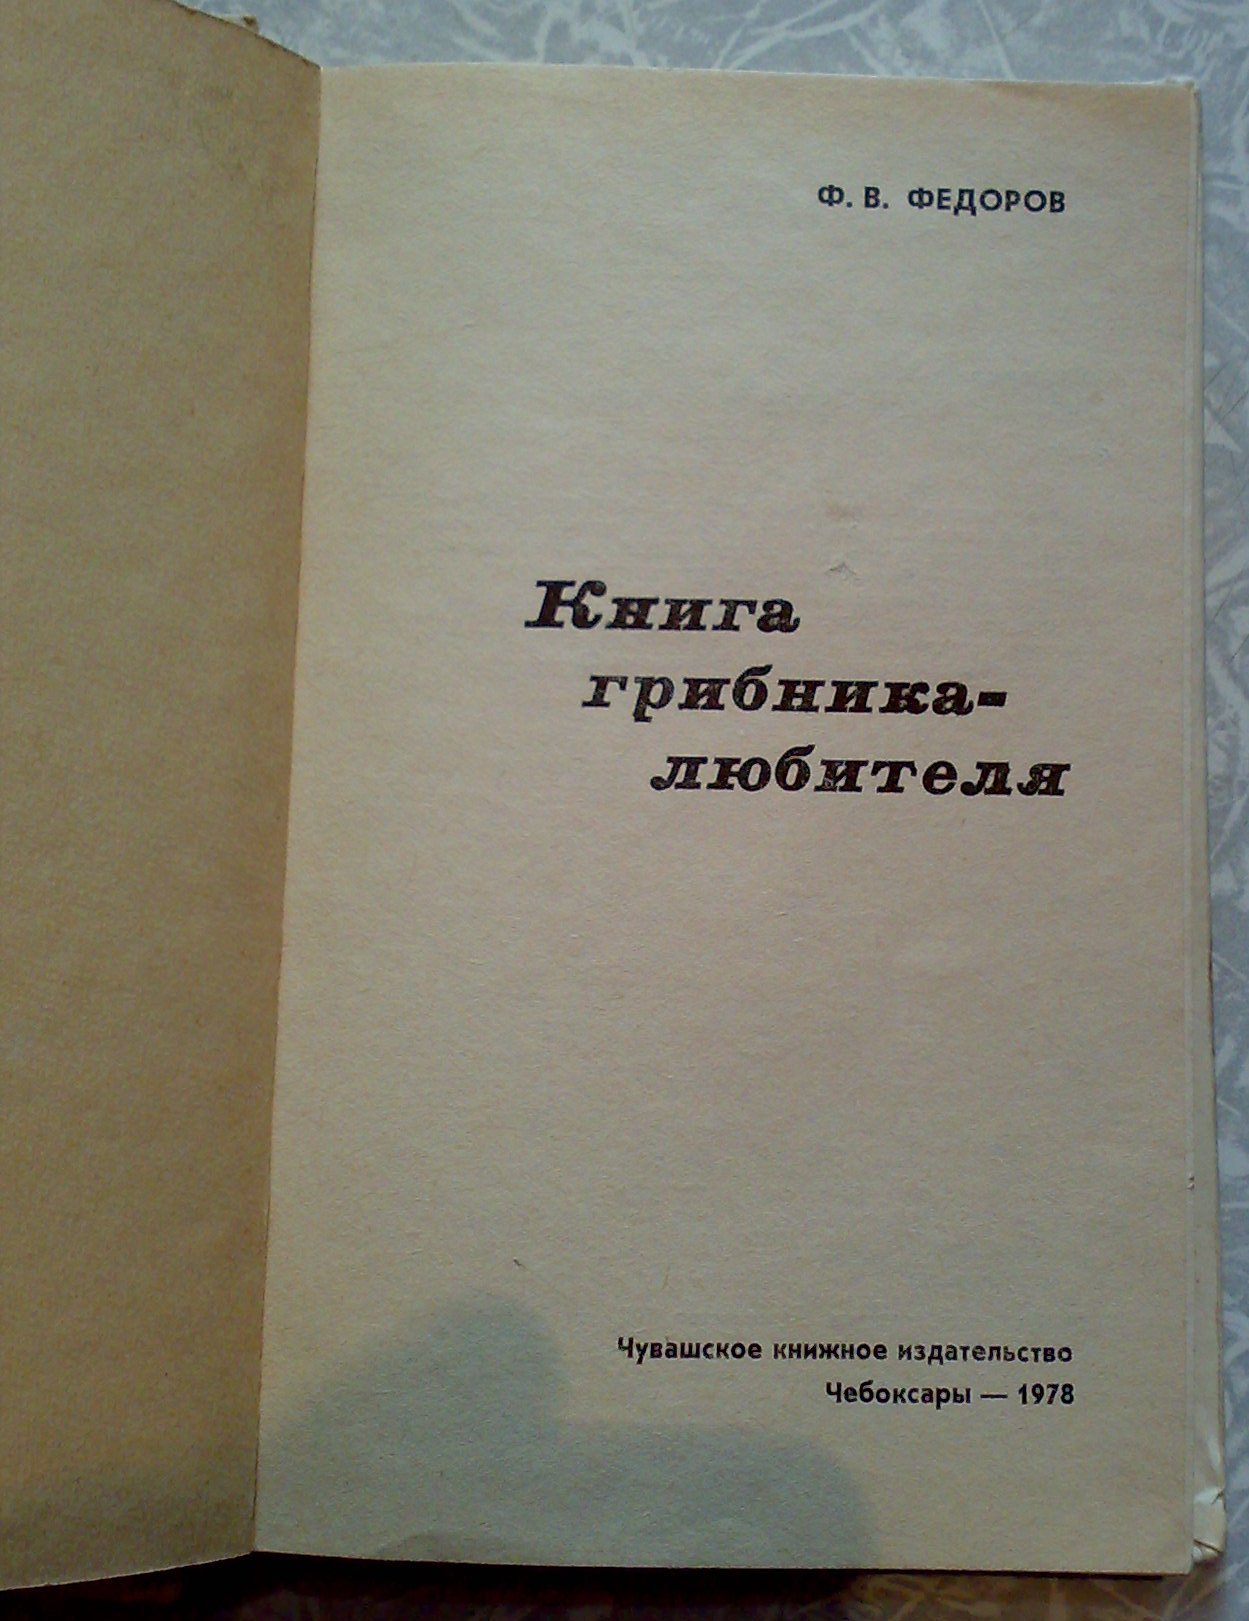 Ф. В. ФЕДОРОВ
Книга
грибника-
любителя
Чувашское книжное издательство
Чебоксары — 1978